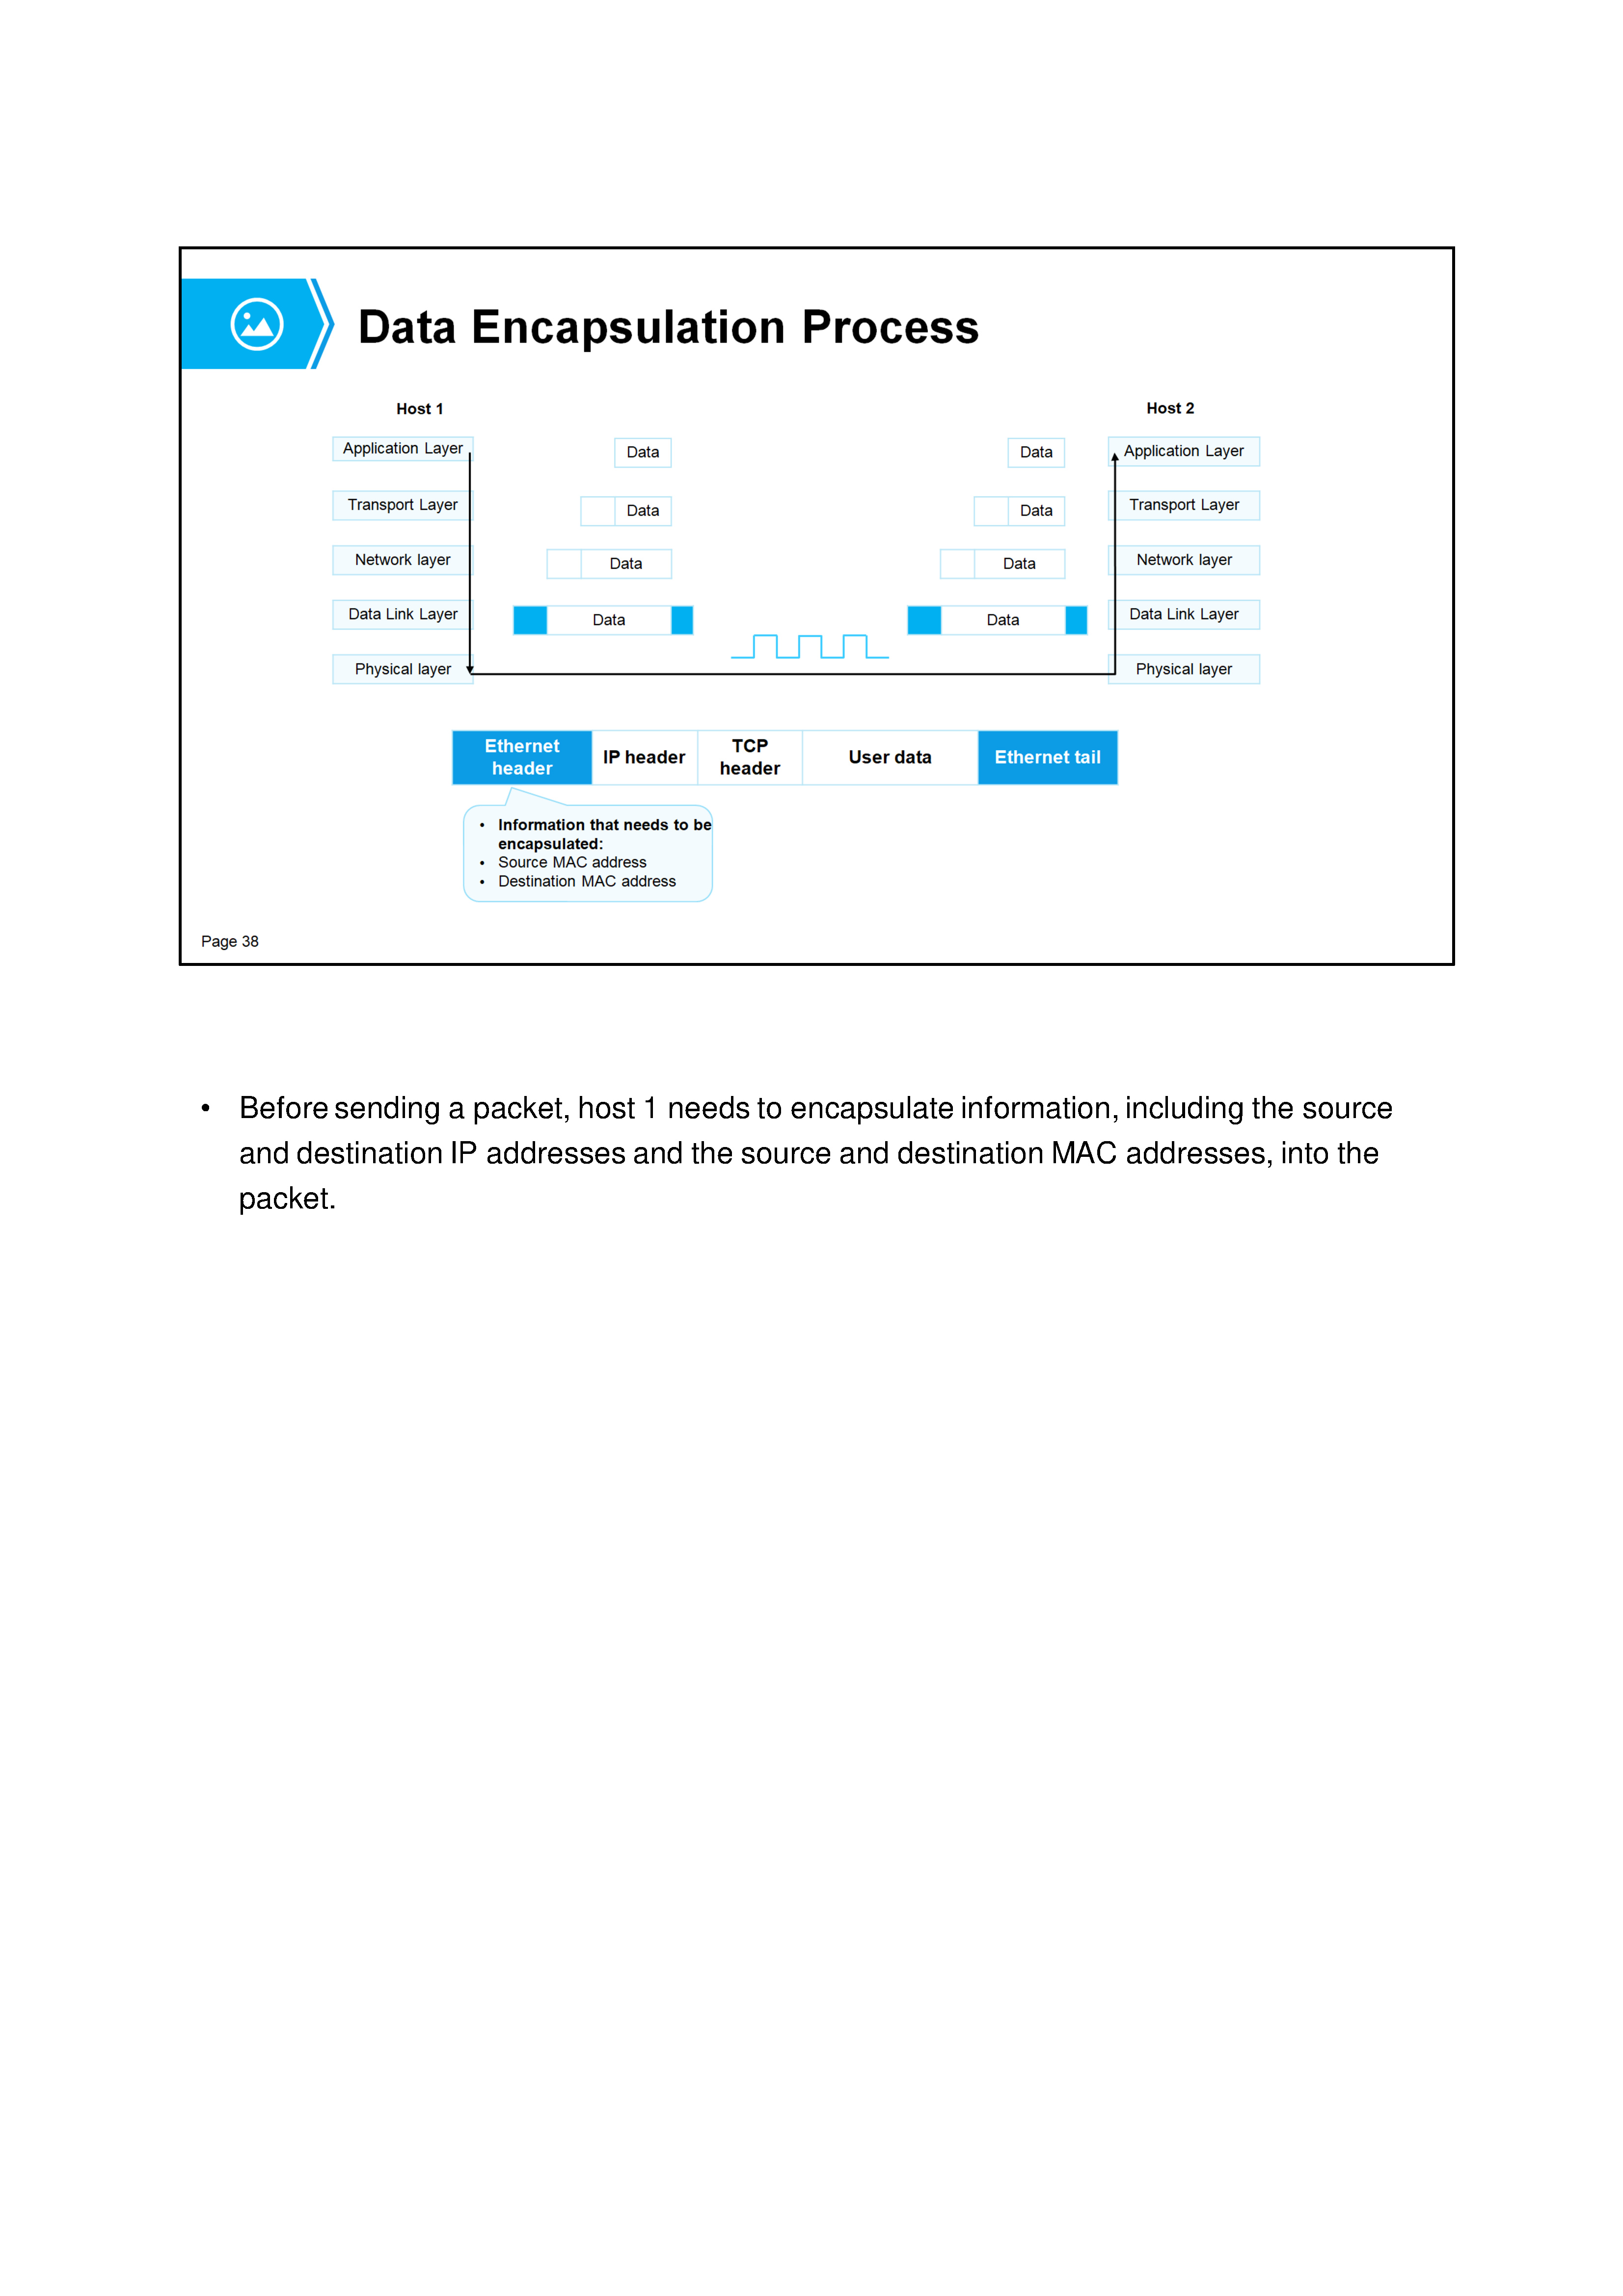 Data Encapsulation Process
Host 1
Host 2
Application Layer
Data
Data
Application Layer
Transport Layer
Data
Data
Transport Layer
Network layer
Data
Data
Network layer
Data Link Layer
Data
Data
Data Link Layer
Physical layer
Physical layer
Ethernet
header
IP header
TCP
header
User data
Ethernet tail
• Information that needs to be
encapsulated:
• Source MAC address
• Destination MAC address
Page 38
• Before sending a packet, host 1 needs to encapsulate information, including the source
and destination IP addresses and the source and destination MAC addresses, into the
packet.